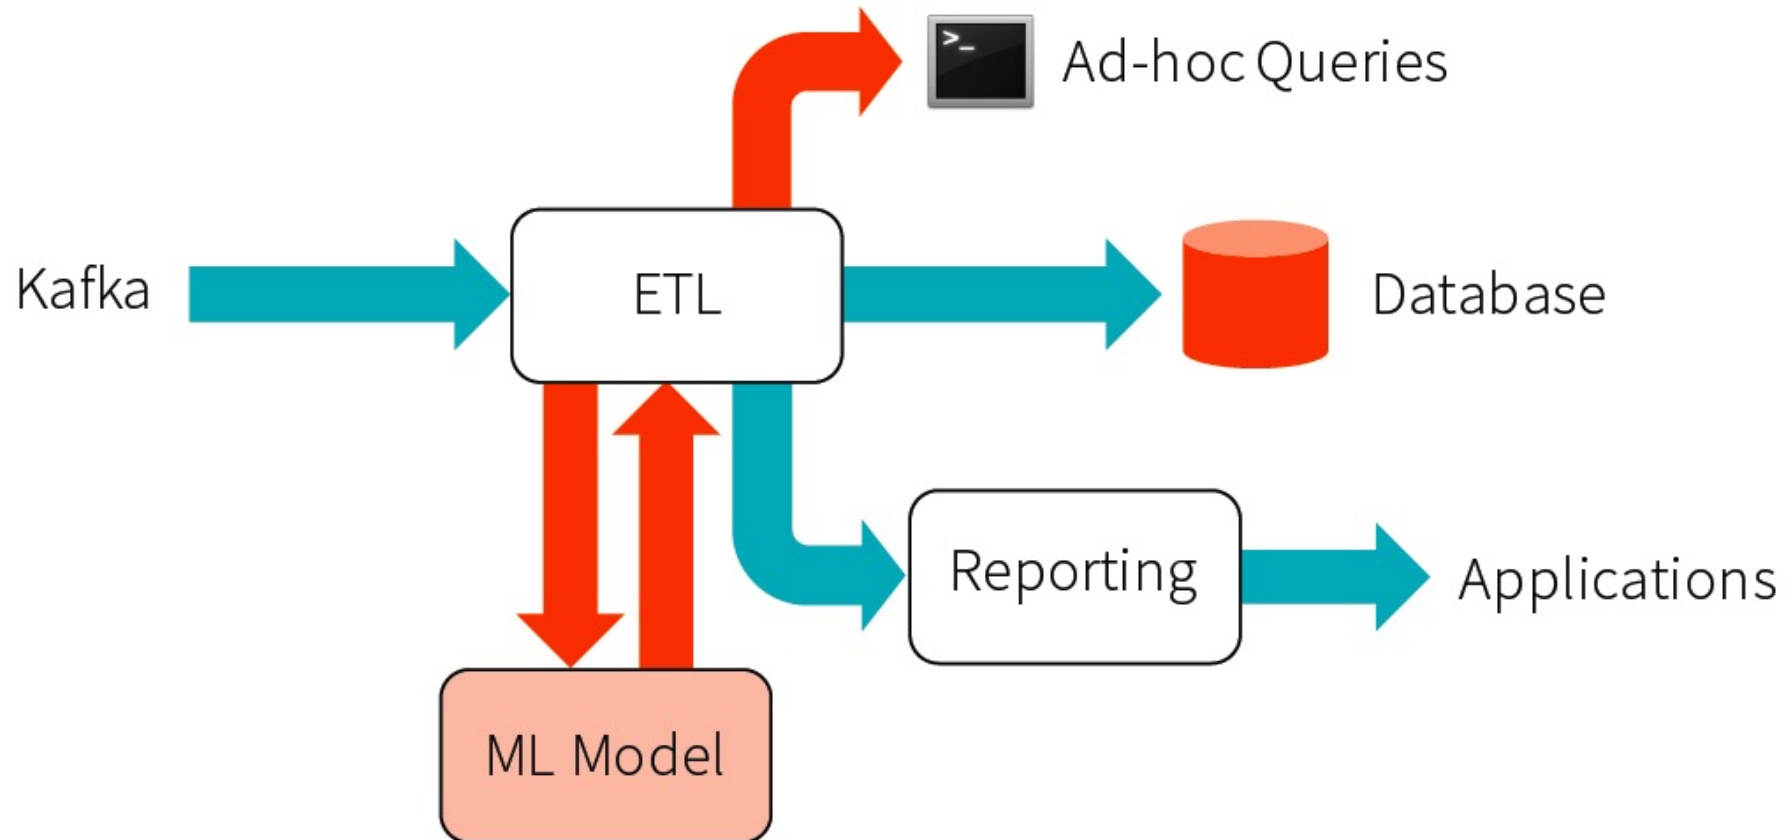 >_
Ad-hoc Queries
Kafka
ETL
Database
Reporting
Applications
ML Model